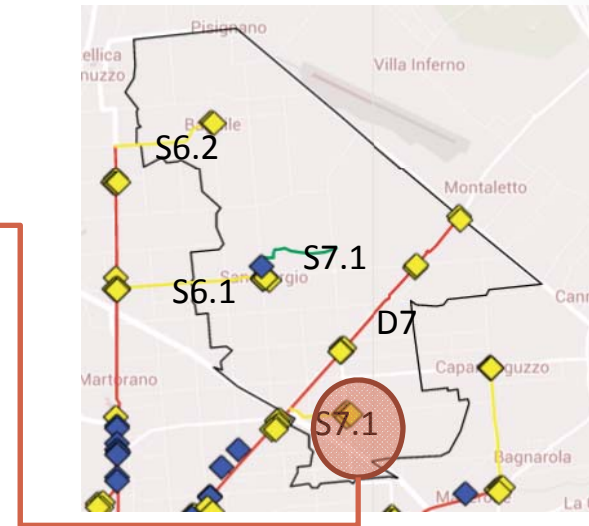 Pisignano
ellica
nuzzo
Villa Inferno
S6.2
Montaletto
S7.1
S6.1
D7
Cann
Martorano
S7.1
Bagnarola
La